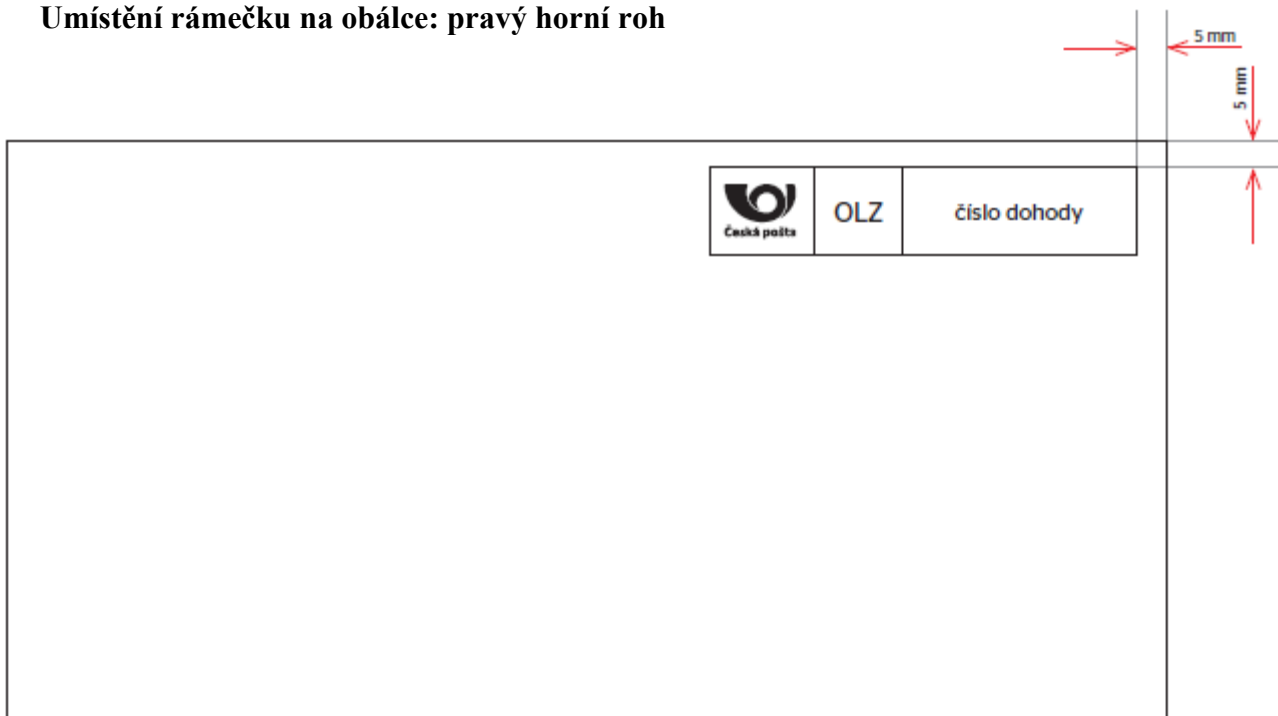 Umístění rámečku na obálce: pravý horní roh
5 mm
5 mm
Česká pošta
OLZ
číslo dohody